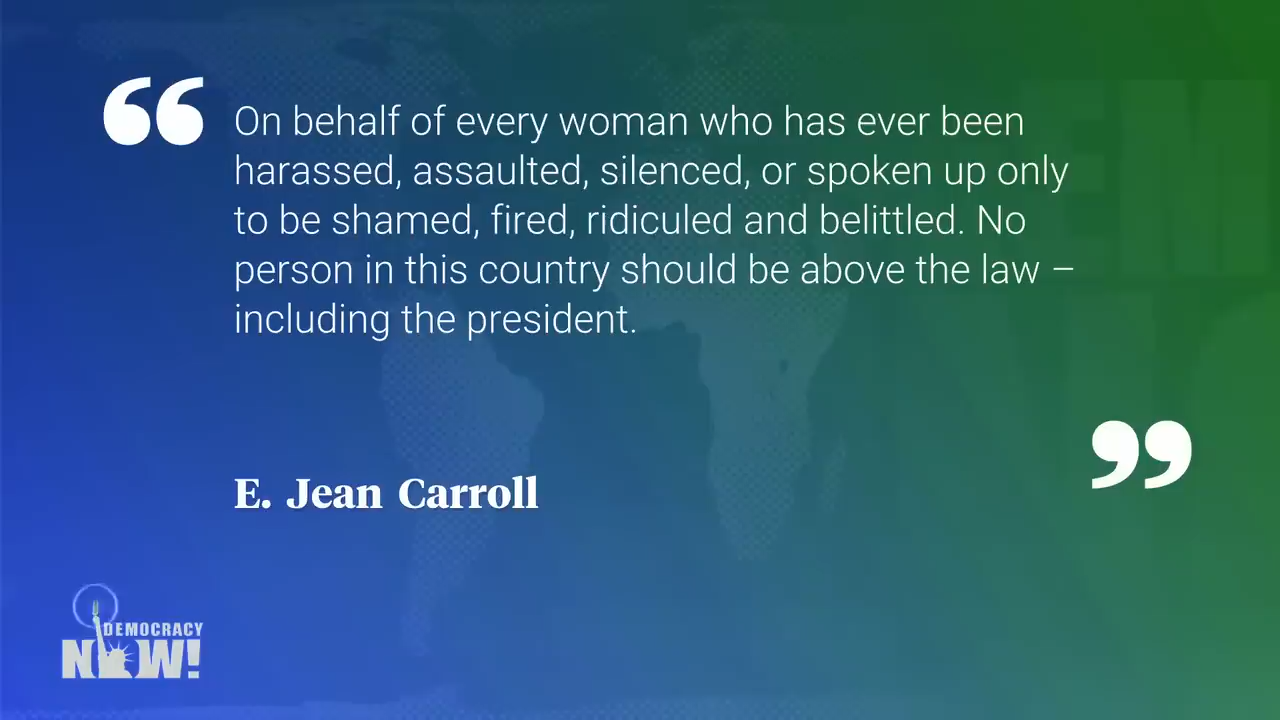 “
On behalf of every woman who has ever been
harassed, assaulted, silenced, or spoken up only
to be shamed, fired, ridiculed and belittled. No
person in this country should be above the law –
including the president.
”
E. Jean Carroll
DEMOCRACY
NOW!